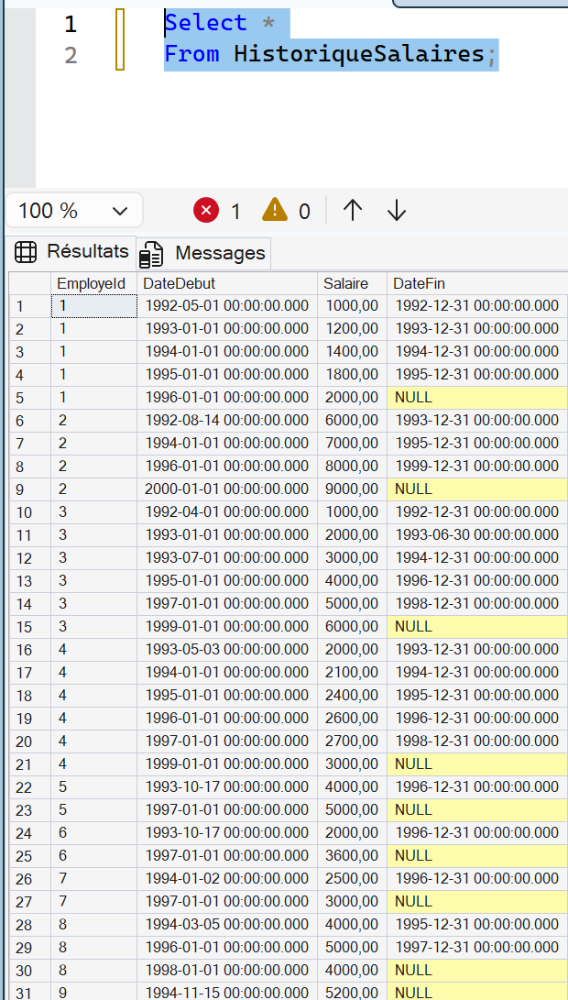 1 Select *
2 From HistoriqueSalaires;
100 % 1 0
Résultats Messages
EmployeId DateDebut Salaire DateFin
1 1 1992-05-01 00:00:00.000 1000,00 1992-12-31 00:00:00.000
2 1 1993-01-01 00:00:00.000 1200,00 1993-12-31 00:00:00.000
3 1 1994-01-01 00:00:00.000 1400,00 1994-12-31 00:00:00.000
4 1 1995-01-01 00:00:00.000 1800,00 1995-12-31 00:00:00.000
5 1 1996-01-01 00:00:00.000 2000,00 NULL
6 2 1992-08-14 00:00:00.000 6000,00 1993-12-31 00:00:00.000
7 2 1994-01-01 00:00:00.000 7000,00 1995-12-31 00:00:00.000
8 2 1996-01-01 00:00:00.000 8000,00 1999-12-31 00:00:00.000
9 2 2000-01-01 00:00:00.000 9000,00 NULL
10 3 1992-04-01 00:00:00.000 1000,00 1992-12-31 00:00:00.000
11 3 1993-01-01 00:00:00.000 2000,00 1993-06-30 00:00:00.000
12 3 1993-07-01 00:00:00.000 3000,00 1994-12-31 00:00:00.000
13 3 1995-01-01 00:00:00.000 4000,00 1996-12-31 00:00:00.000
14 3 1997-01-01 00:00:00.000 5000,00 1998-12-31 00:00:00.000
15 3 1999-01-01 00:00:00.000 6000,00 NULL
16 4 1993-05-03 00:00:00.000 2000,00 1993-12-31 00:00:00.000
17 4 1994-01-01 00:00:00.000 2100,00 1994-12-31 00:00:00.000
18 4 1995-01-01 00:00:00.000 2400,00 1995-12-31 00:00:00.000
19 4 1996-01-01 00:00:00.000 2600,00 1996-12-31 00:00:00.000
20 4 1997-01-01 00:00:00.000 2700,00 1998-12-31 00:00:00.000
21 4 1999-01-01 00:00:00.000 3000,00 NULL
22 5 1993-10-17 00:00:00.000 4000,00 1996-12-31 00:00:00.000
23 5 1997-01-01 00:00:00.000 5000,00 NULL
24 6 1993-10-17 00:00:00.000 2000,00 1996-12-31 00:00:00.000
25 6 1997-01-01 00:00:00.000 3600,00 NULL
26 7 1994-01-02 00:00:00.000 2500,00 1996-12-31 00:00:00.000
27 7 1997-01-01 00:00:00.000 3000,00 NULL
28 8 1994-03-05 00:00:00.000 4000,00 1995-12-31 00:00:00.000
29 8 1996-01-01 00:00:00.000 5000,00 1997-12-31 00:00:00.000
30 8 1998-01-01 00:00:00.000 4000,00 NULL
31 9 1994-11-15 00:00:00.000 5200,00 NULL